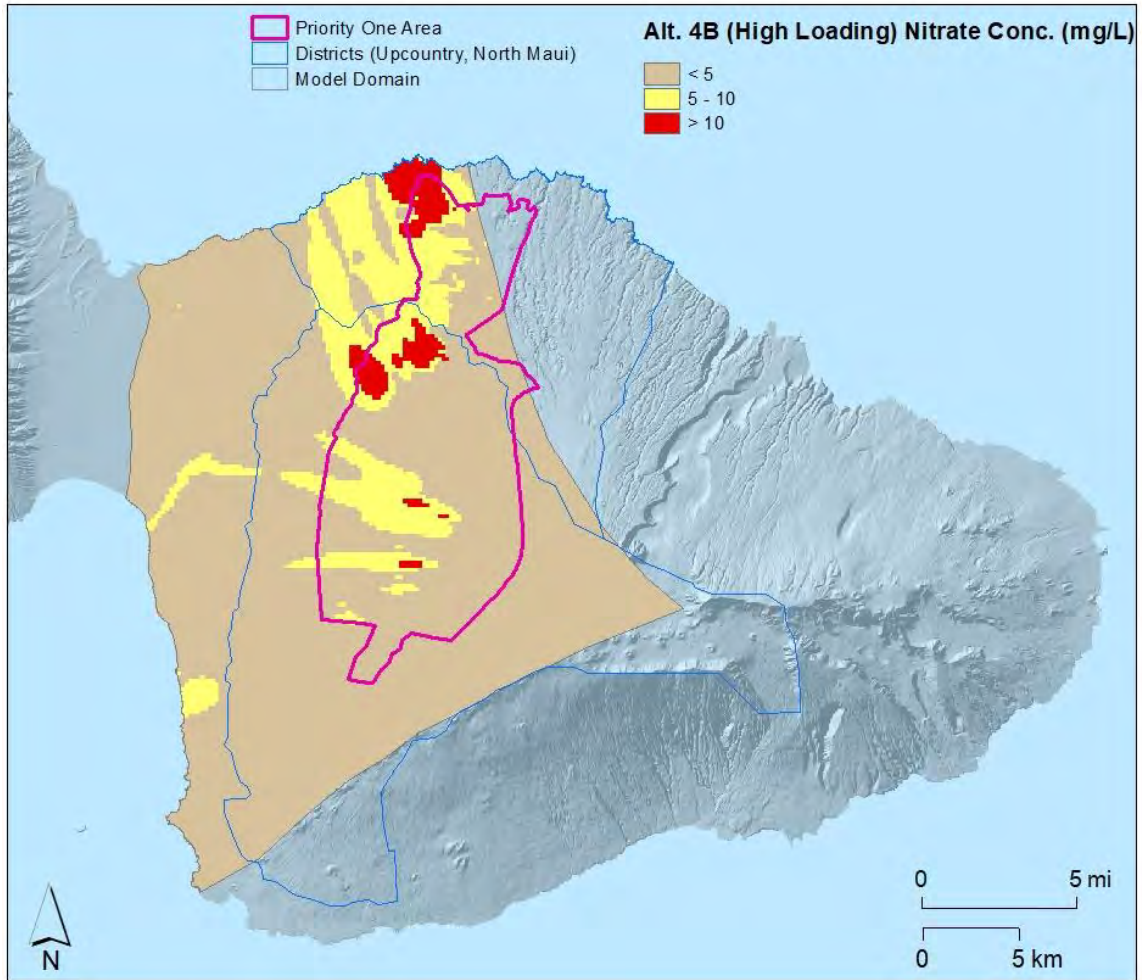 Priority One Area
Districts (Upcountry, North Maui)
Model Domain
Alt. 4B (High Loading) Nitrate Conc. (mg/L)
< 5
5 - 10
> 10
0 5 mi
0 5 km
N